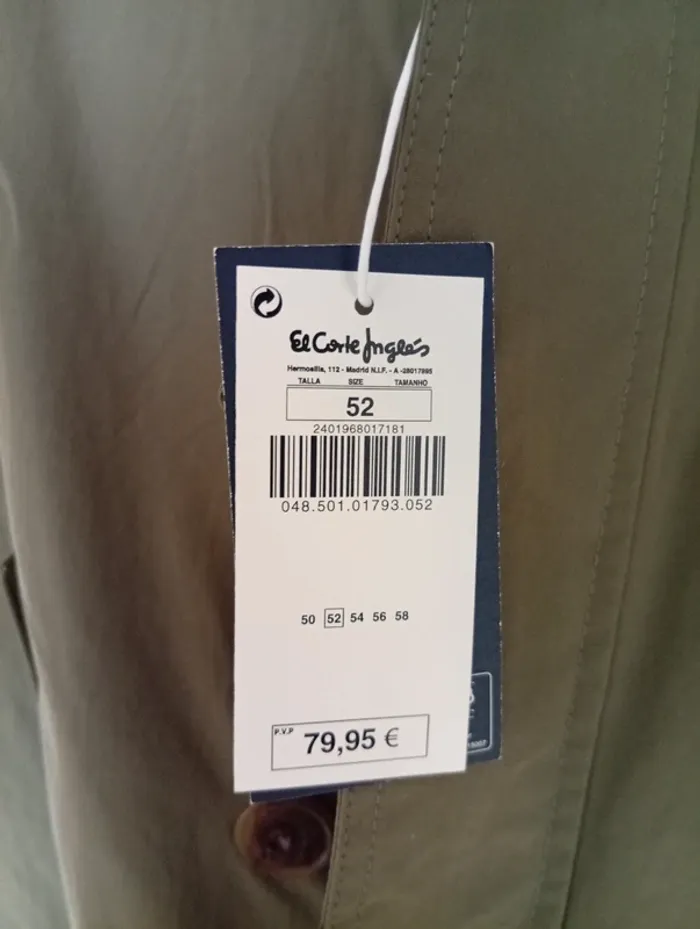 El Corte Inglés
Hermosilla, 112 - Madrid N.I.F. - A -28017895
TALLA SIZE TAMANHO
52
2401968017181
048.501.01793.052
50 52 54 56 58
P.V.P
79,95 €